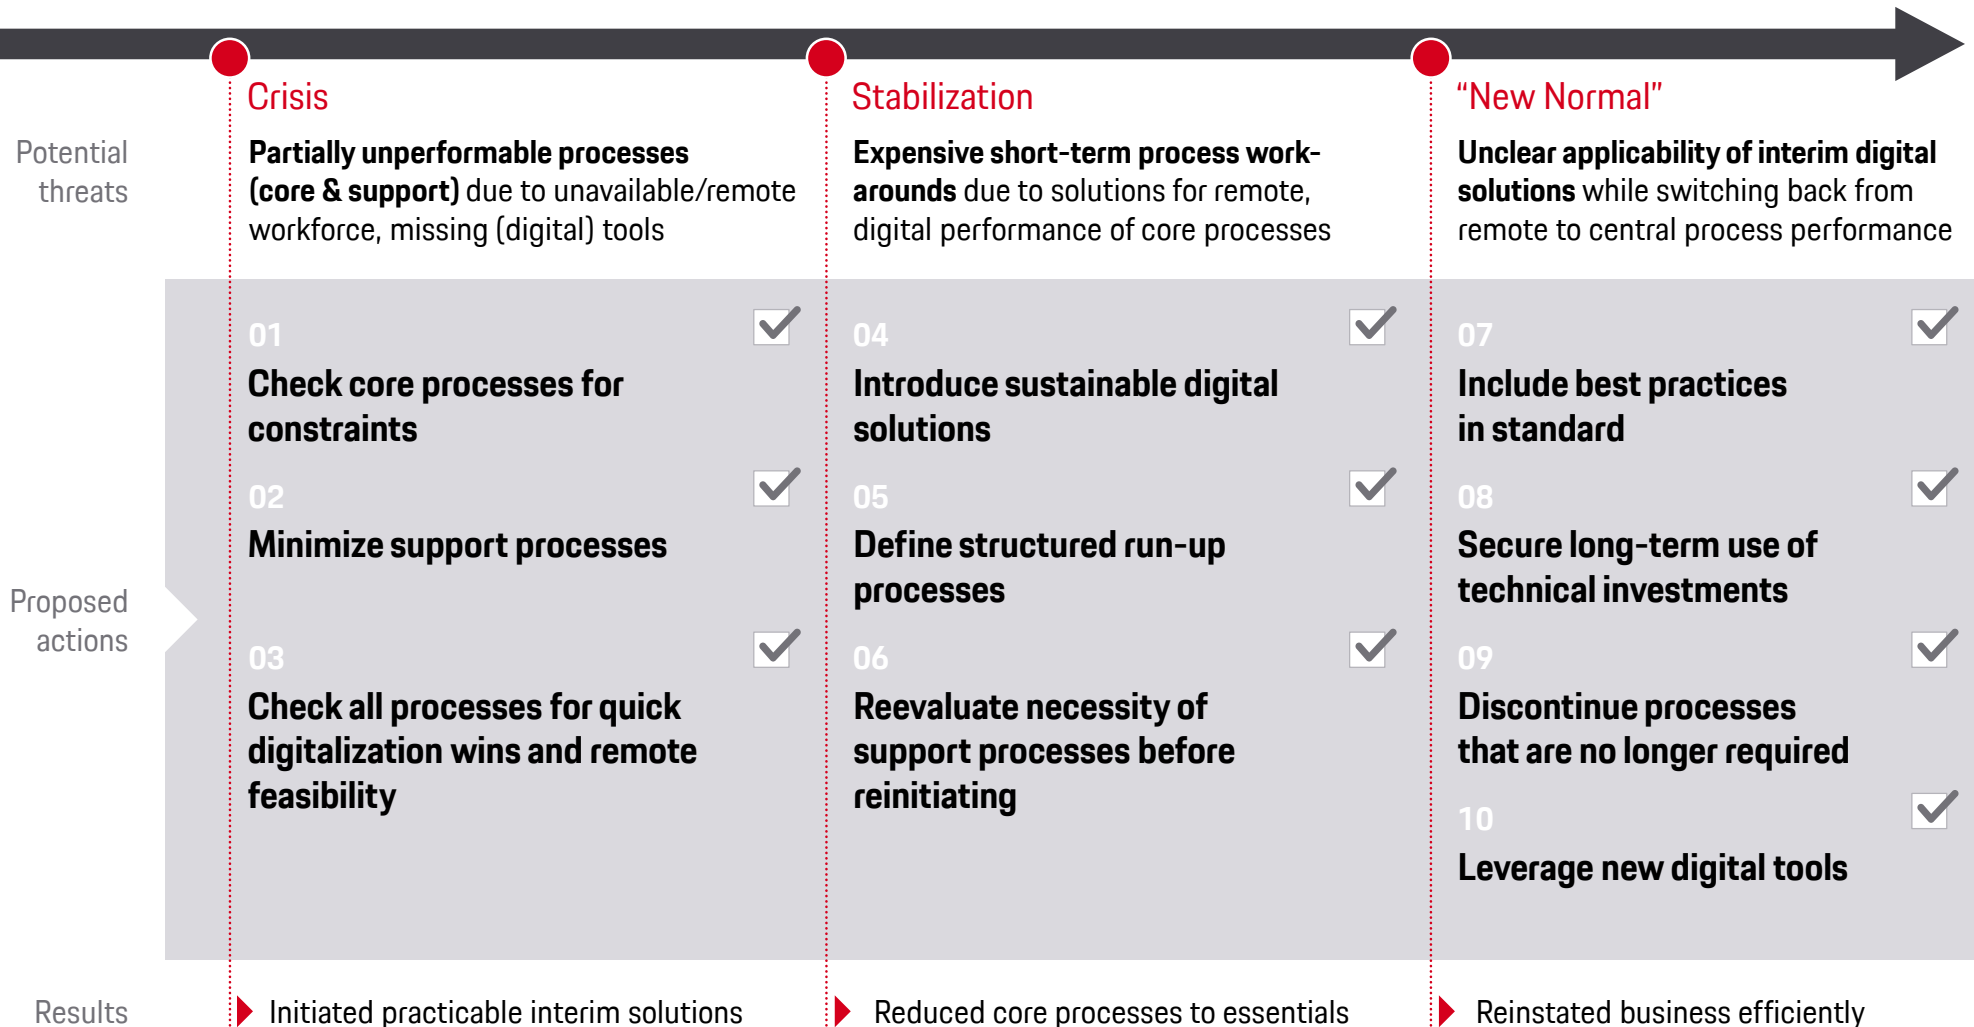 Crisis
Stabilization
“New Normal”
Potential
threats
Partially unperformable processes
(core & support) due to unavailable/remote
workforce, missing (digital) tools
Expensive short-term process work-
arounds due to solutions for remote,
digital performance of core processes
Unclear applicability of interim digital
solutions while switching back from
remote to central process performance
Proposed
actions
01
Check core processes for
constraints
02
Minimize support processes
03
Check all processes for quick
digitalization wins and remote
feasibility
04
Introduce sustainable digital
solutions
05
Define structured run-up
processes
06
Reevaluate necessity of
support processes before
reinitiating
07
Include best practices
in standard
08
Secure long-term use of
technical investments
09
Discontinue processes
that are no longer required
10
Leverage new digital tools
Results
Initiated practicable interim solutions
Reduced core processes to essentials
Reinstated business efficiently